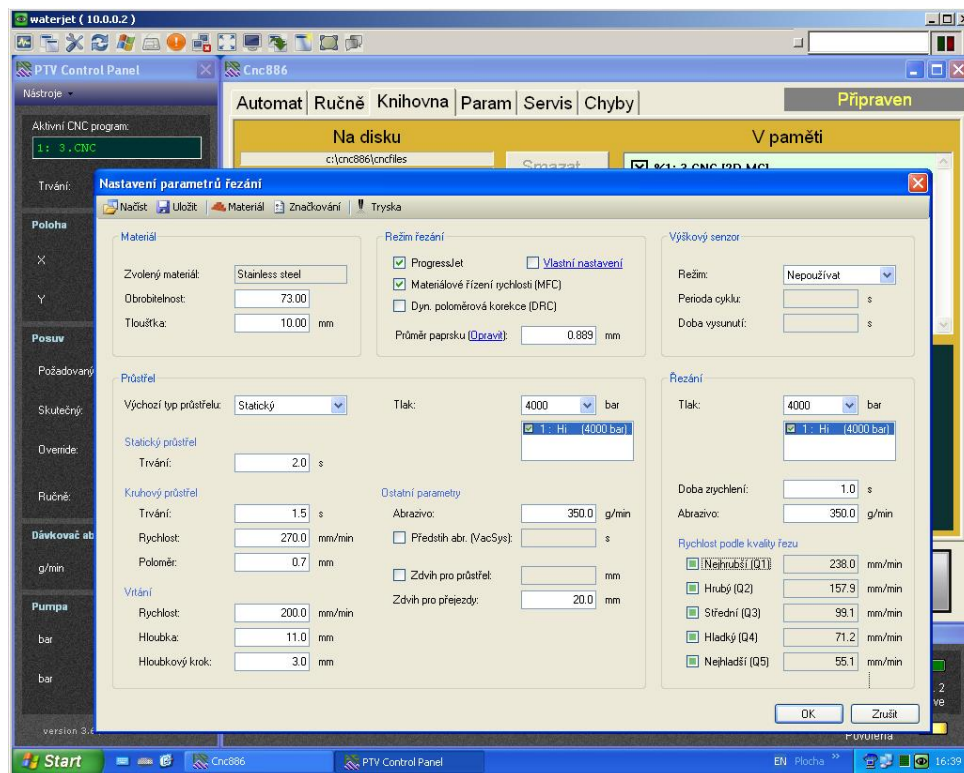 waterjet ( 10.0.0.2 )
PTV Control Panel
Cnc886
Nástroje
Automat Ručně Knihovna Param Servis Chyby
Připraven
Aktivní CNC program:
1: 3.CNC
Na disku
V paměti
c:\cnc886\cncfiles
Smazat
%1: 3.CNC [2D MC]
Trvání:
Nastavení parametrů řezání
Načíst Uložit Materiál Značkování Tryska
Poloha
X
Y
Posuv
Požadovaný
Skutečný:
Override:
Ručně:
Dávkovač ab
g/min
Pumpa
bar
bar
version 3.
Materiál
Zvolený materiál: Stainless steel
Obrobitelnost: 73.00
Tloušťka: 10.00 mm
Režim řezání
ProgressJet Vlastní nastavení
Materiálové řízení rychlosti (MFC)
Dyn. poloměrová korekce (DRC)
Průměr paprsku (Opravit): 0.889 mm
Výškový senzor
Režim: Nepoužívat
Perioda cyklu: s
Doba vysunutí: s
Průstřel
Výchozí typ průstřelu: Statický
Statický průstřel
Trvání: 2.0 s
Kruhový průstřel
Trvání: 1.5 s
Rychlost: 270.0 mm/min
Poloměr: 0.7 mm
Vrtání
Rychlost: 200.0 mm/min
Hloubka: 11.0 mm
Hloubkový krok: 3.0 mm
Tlak: 4000 bar
1 : Hi (4000 bar)
Ostatní parametry
Abrazivo: 350.0 g/min
Předstih abr. (VacSys): s
Zdvih pro průstřel: mm
Zdvih pro přejezdy: 20.0 mm
Řezání
Tlak: 4000 bar
1 : Hi (4000 bar)
Doba zrychlení: 1.0 s
Abrazivo: 350.0 g/min
Rychlost podle kvality řezu
Nejhrubší (Q1) 238.0 mm/min
Hrubý (Q2) 157.9 mm/min
Střední (Q3) 99.1 mm/min
Hladký (Q4) 71.2 mm/min
Nejhladší (Q5) 55.1 mm/min
OK Zrušit
. 2
ve
Povolena
Start Cnc886 PTV Control Panel EN Plocha 16:39